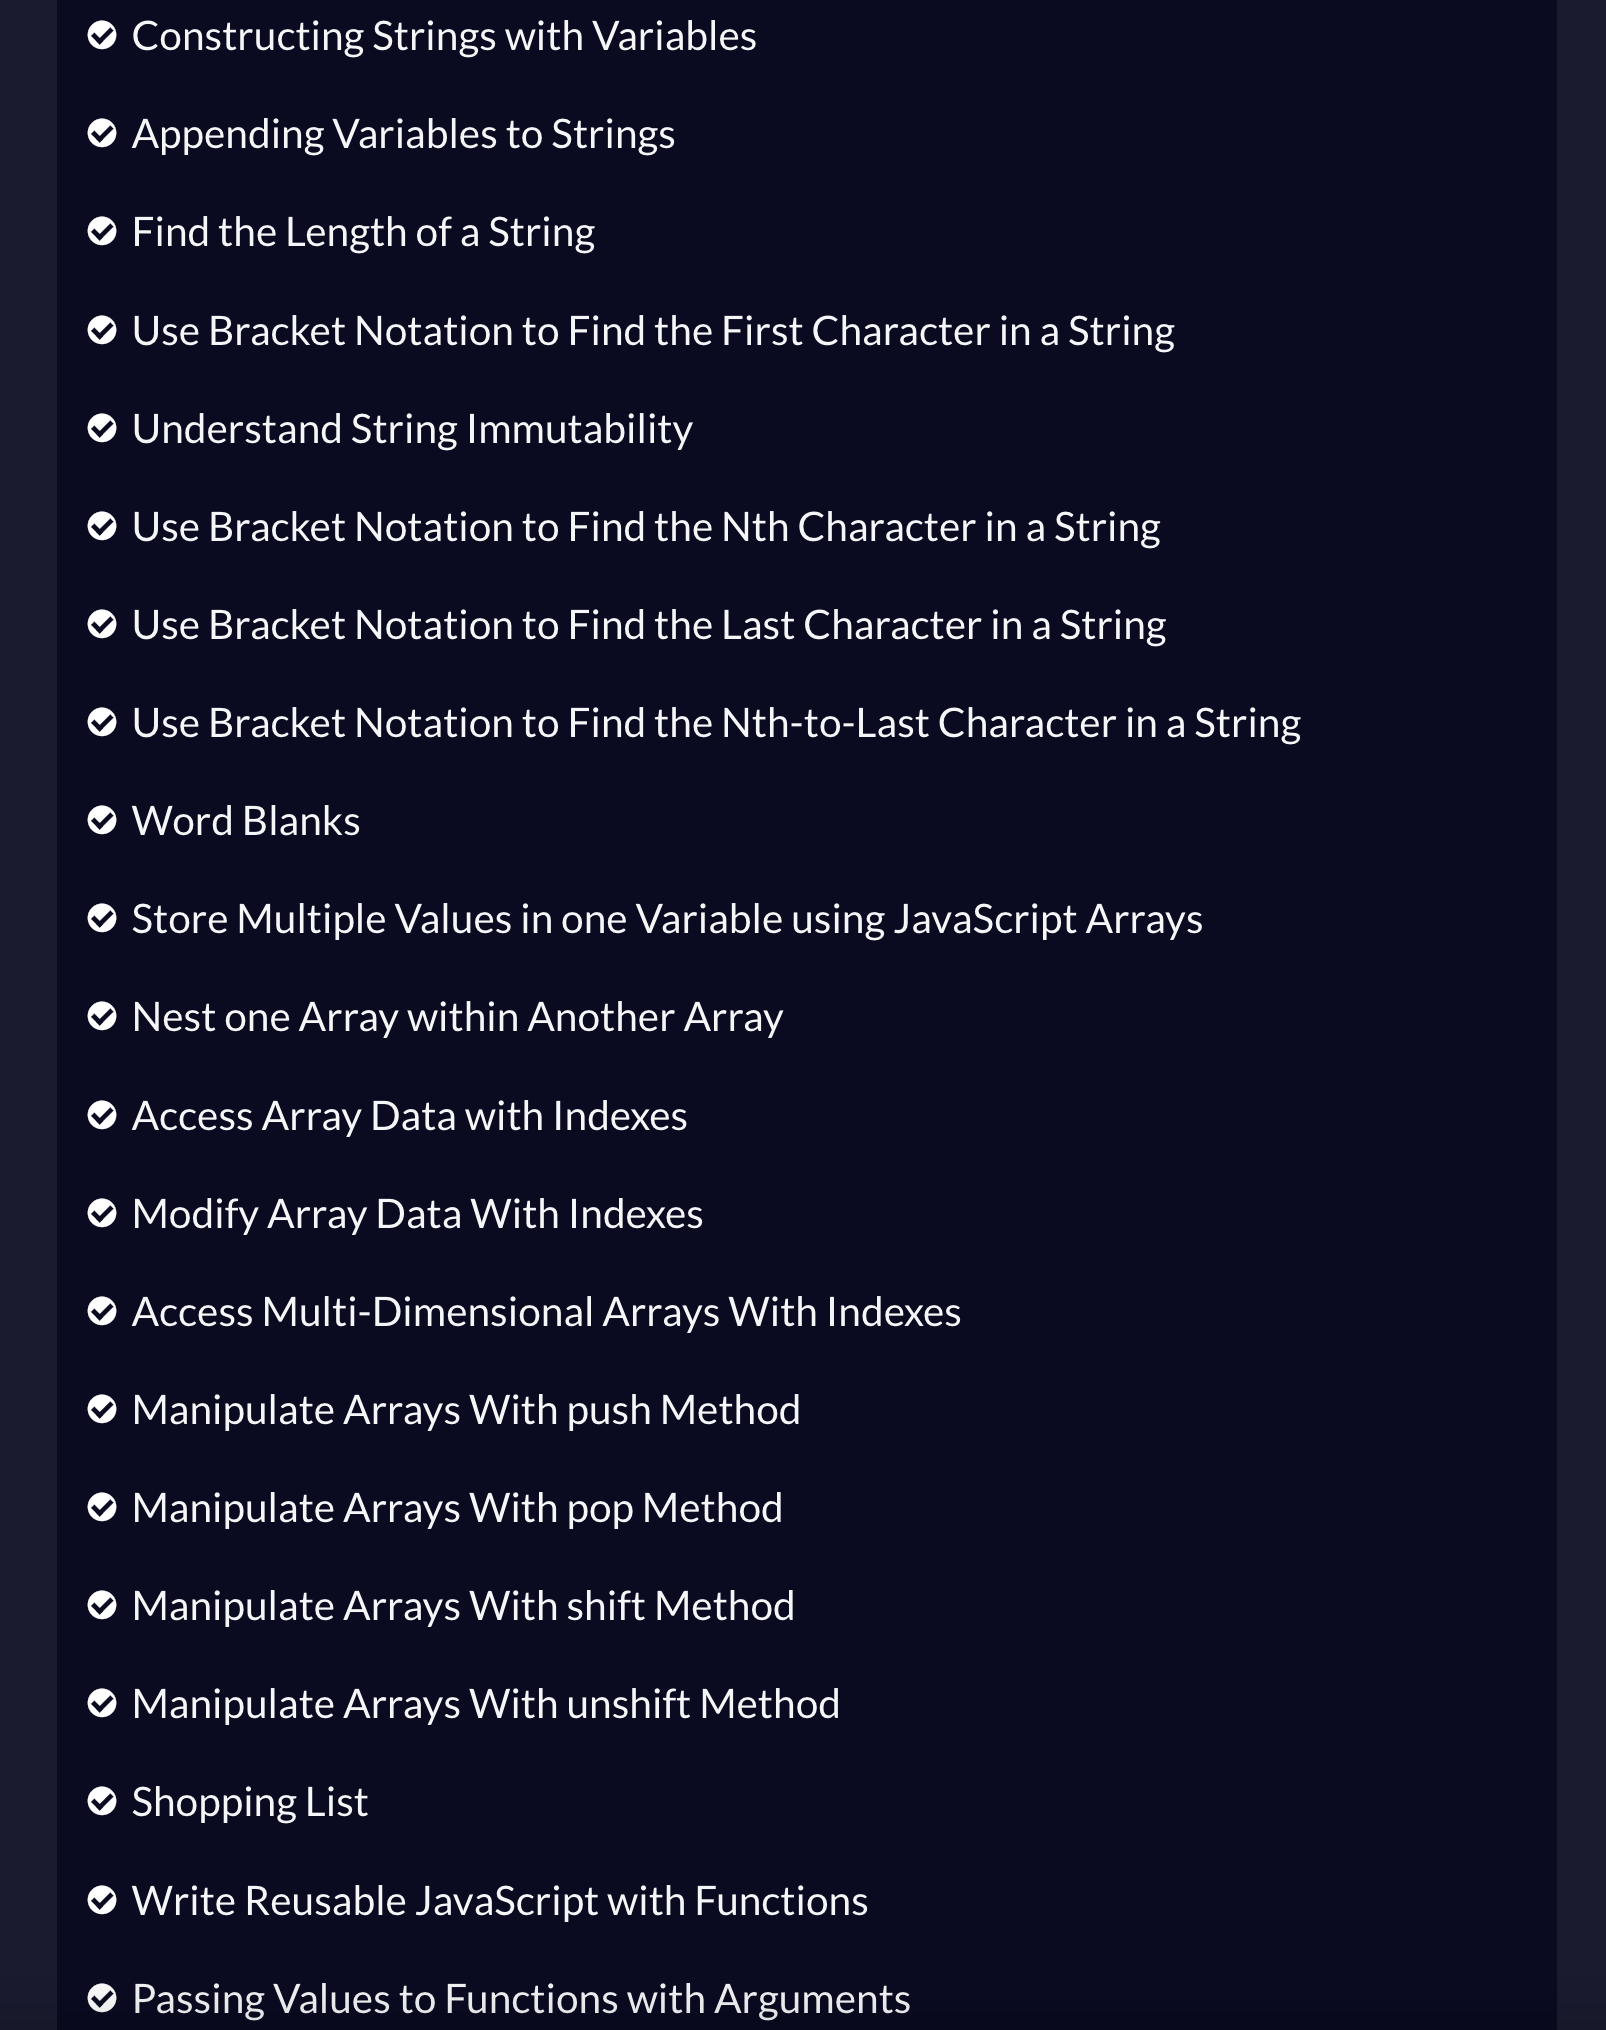 Constructing Strings with Variables
Appending Variables to Strings
Find the Length of a String
Use Bracket Notation to Find the First Character in a String
Understand String Immutability
Use Bracket Notation to Find the Nth Character in a String
Use Bracket Notation to Find the Last Character in a String
Use Bracket Notation to Find the Nth-to-Last Character in a String
Word Blanks
Store Multiple Values in one Variable using JavaScript Arrays
Nest one Array within Another Array
Access Array Data with Indexes
Modify Array Data With Indexes
Access Multi-Dimensional Arrays With Indexes
Manipulate Arrays With push Method
Manipulate Arrays With pop Method
Manipulate Arrays With shift Method
Manipulate Arrays With unshift Method
Shopping List
Write Reusable JavaScript with Functions
Passing Values to Functions with Arguments